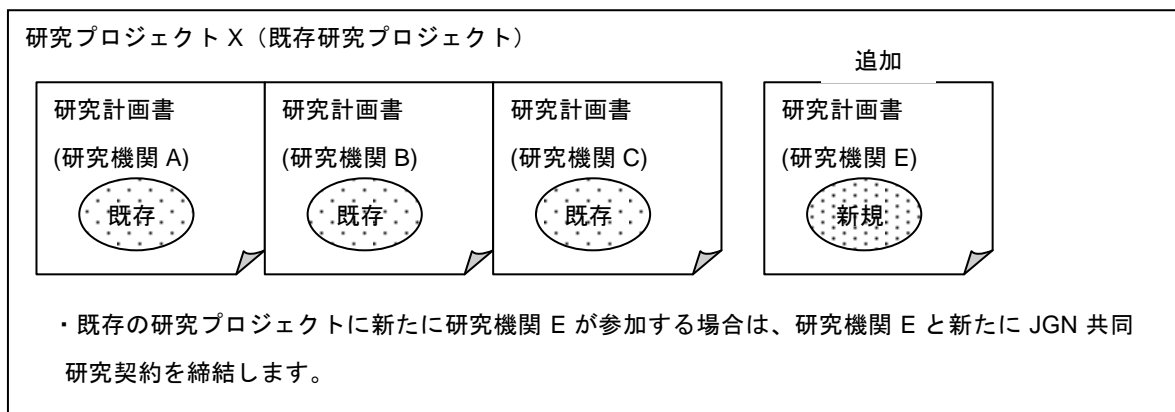 研究プロジェクト X（既存研究プロジェクト）
追加
研究計画書
(研究機関 A)
既存
研究計画書
(研究機関 B)
既存
研究計画書
(研究機関 C)
既存
研究計画書
(研究機関 E)
新規
・既存の研究プロジェクトに新たに研究機関 E が参加する場合は、研究機関 E と新たに JGN 共同
研究契約を締結します。